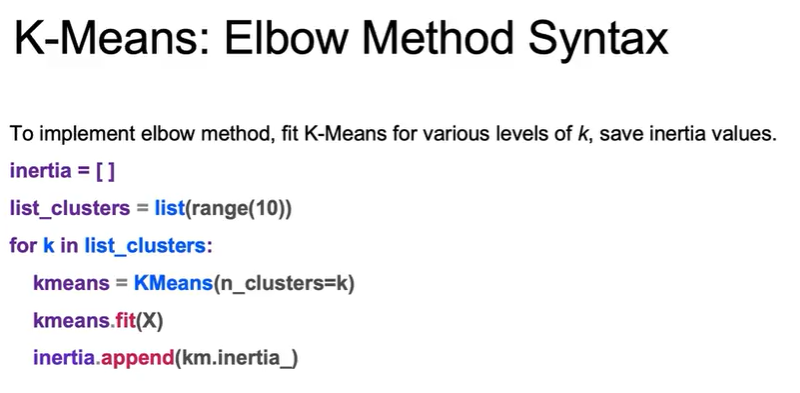 K-Means: Elbow Method Syntax
To implement elbow method, fit K-Means for various levels of k, save inertia values.
inertia = [ ]
list_clusters = list(range(10))
for k in list_clusters:
kmeans = KMeans(n_clusters=k)
kmeans.fit(X)
inertia.append(km.inertia_)